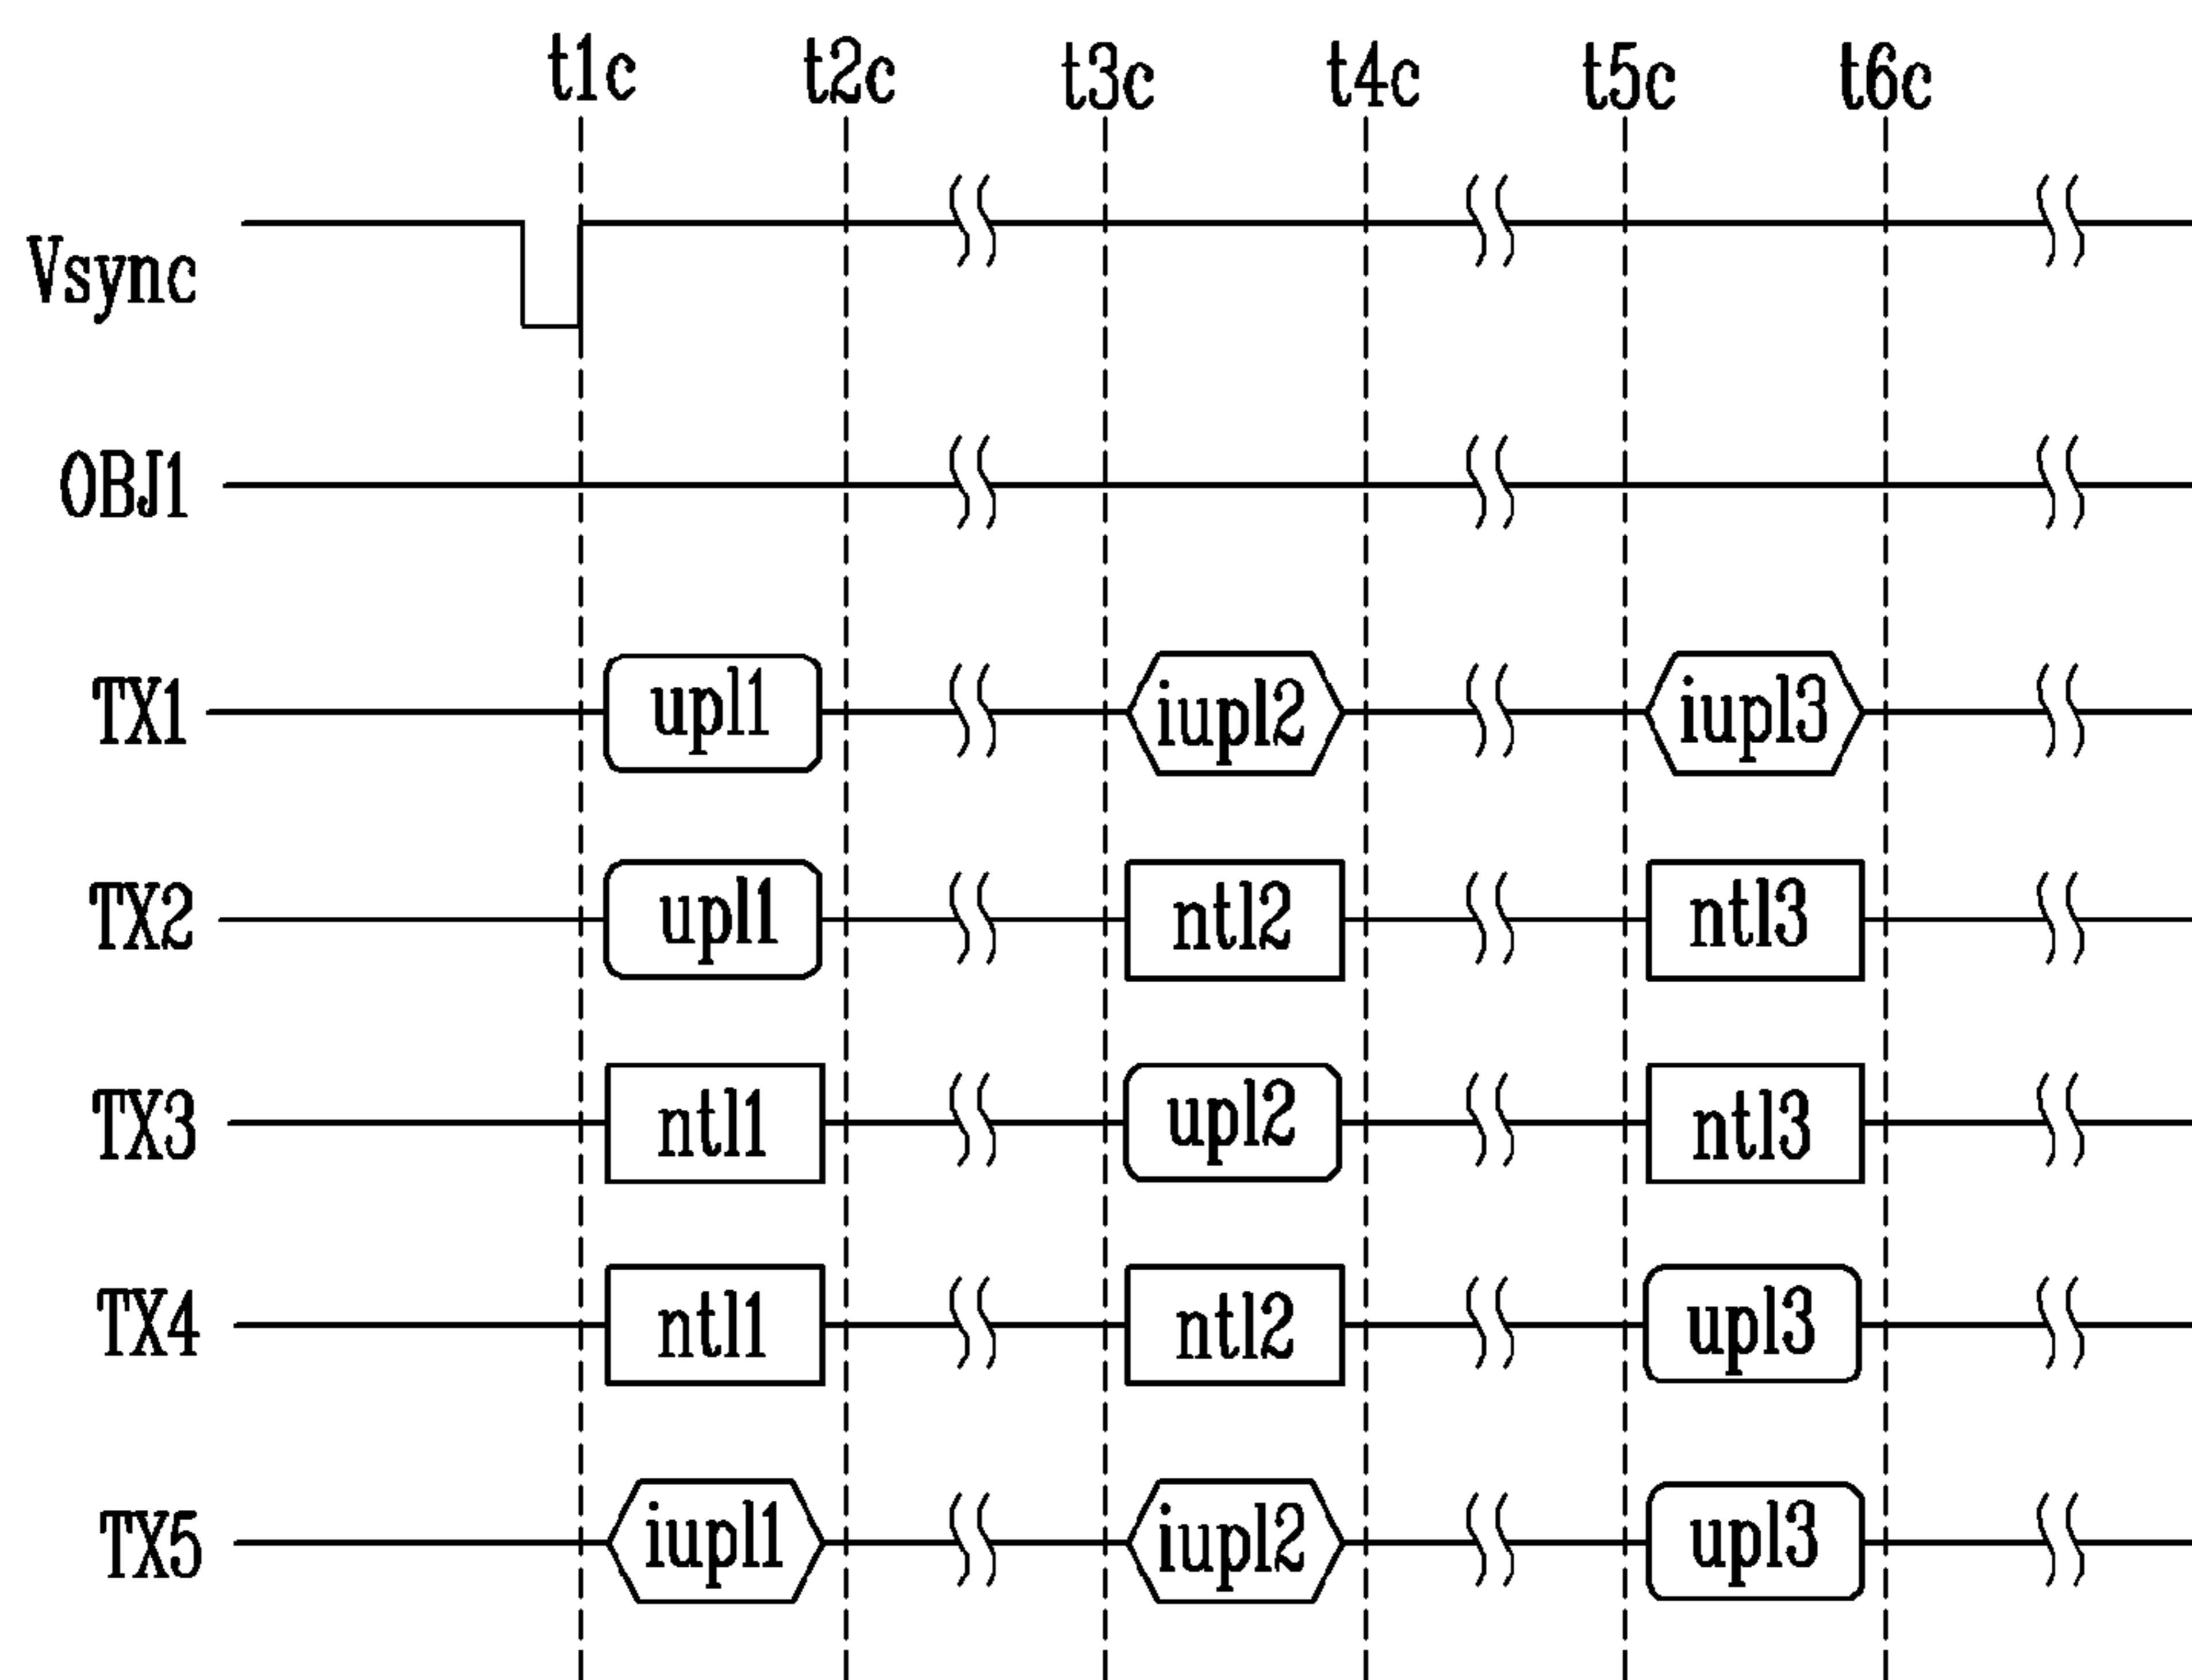 t1c t2c t3c t4c t5c t6c
Vsync
OBJ1
TX1 upl1 iupl2 iupl3
TX2 upl1 ntl2 ntl3
TX3 ntl1 upl2 ntl3
TX4 ntl1 ntl2 upl3
TX5 iupl1 iupl2 upl3